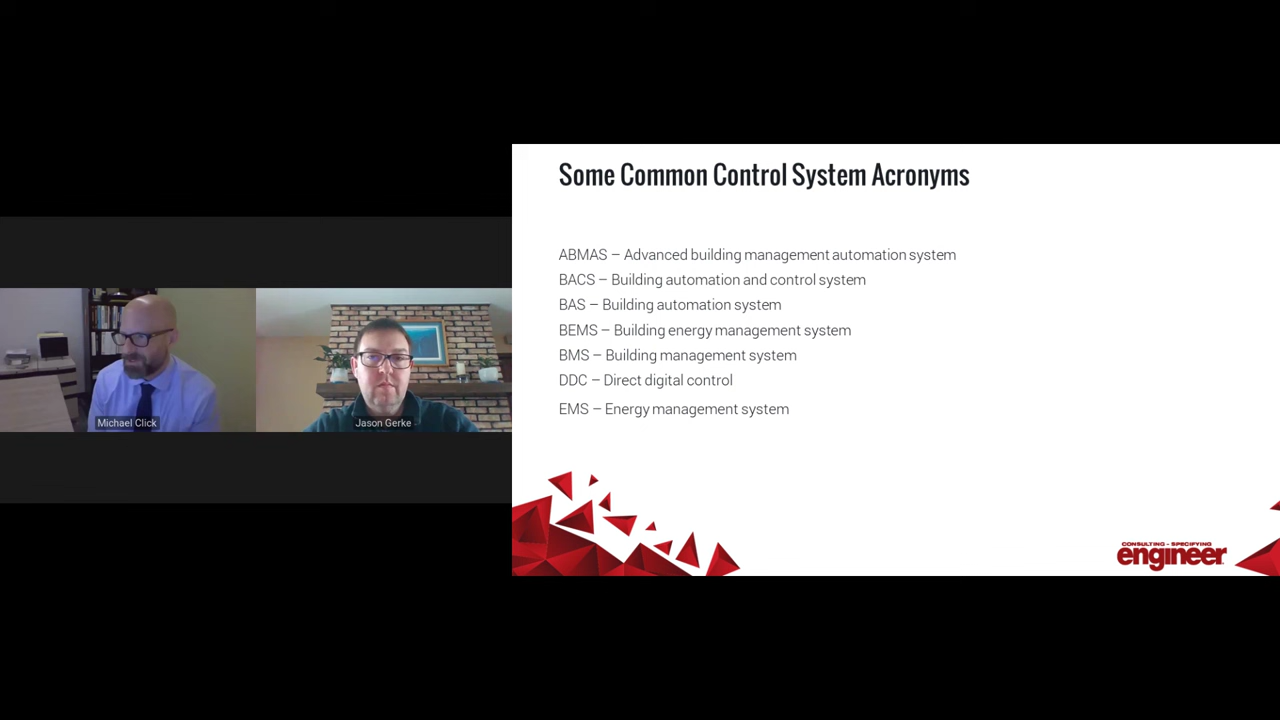 Some Common Control System Acronyms
ABMAS – Advanced building management automation system
BACS – Building automation and control system
BAS – Building automation system
BEMS – Building energy management system
BMS – Building management system
DDC – Direct digital control
EMS – Energy management system
Michael Click
Jason Gerke
CONSULTING - SPECIFYING
engineer